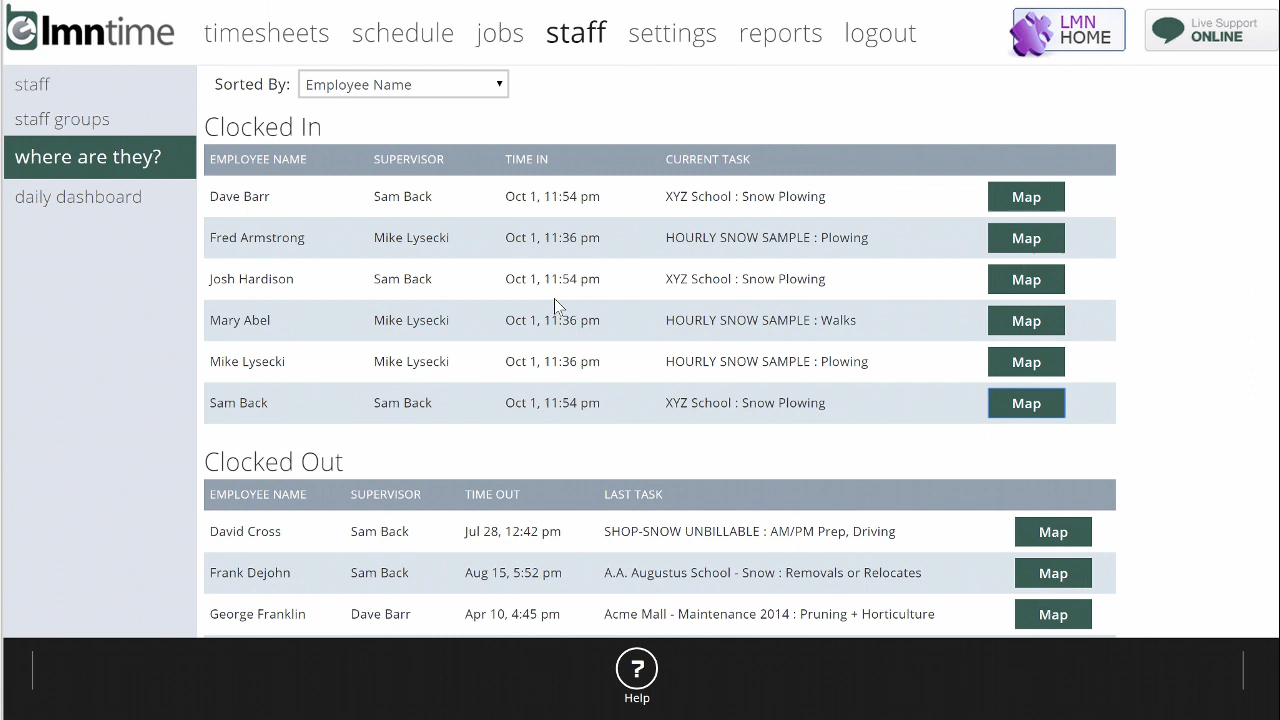 lmntime timesheets schedule jobs staff settings reports logout LMN HOME Live Support ONLINE
staff
staff groups
where are they?
daily dashboard
Sorted By: Employee Name
Clocked In
EMPLOYEE NAME SUPERVISOR TIME IN CURRENT TASK
Dave Barr Sam Back Oct 1, 11:54 pm XYZ School : Snow Plowing Map
Fred Armstrong Mike Lysecki Oct 1, 11:36 pm HOURLY SNOW SAMPLE : Plowing Map
Josh Hardison Sam Back Oct 1, 11:54 pm XYZ School : Snow Plowing Map
Mary Abel Mike Lysecki Oct 1, 11:36 pm HOURLY SNOW SAMPLE : Walks Map
Mike Lysecki Mike Lysecki Oct 1, 11:36 pm HOURLY SNOW SAMPLE : Plowing Map
Sam Back Sam Back Oct 1, 11:54 pm XYZ School : Snow Plowing Map
Clocked Out
EMPLOYEE NAME SUPERVISOR TIME OUT LAST TASK
David Cross Sam Back Jul 28, 12:42 pm SHOP-SNOW UNBILLABLE : AM/PM Prep, Driving Map
Frank Dejohn Sam Back Aug 15, 5:52 pm A.A. Augustus School - Snow : Removals or Relocates Map
George Franklin Dave Barr Apr 10, 4:45 pm Acme Mall - Maintenance 2014 : Pruning + Horticulture Map
?
Help